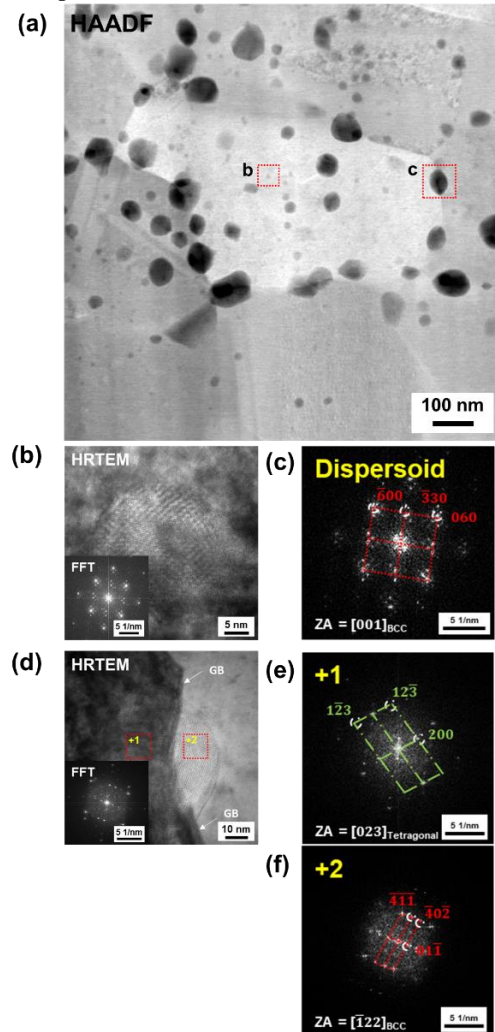 (a) HAADF
b
c
100 nm
(b) HRTEM
FFT
5 1/nm
5 nm
(c) Dispersoid
6̄00
3̄30
060
ZA = [001]BCC
5 1/nm
(d) HRTEM
GB
+1
+2
FFT
GB
5 1/nm
10 nm
(e) +1
12̄3
123̄
200
ZA = [023]Tetragonal
5 1/nm
(f) +2
4̄1̄1̄
4̄02̄
ZA = [1̄22]BCC
5 1/nm